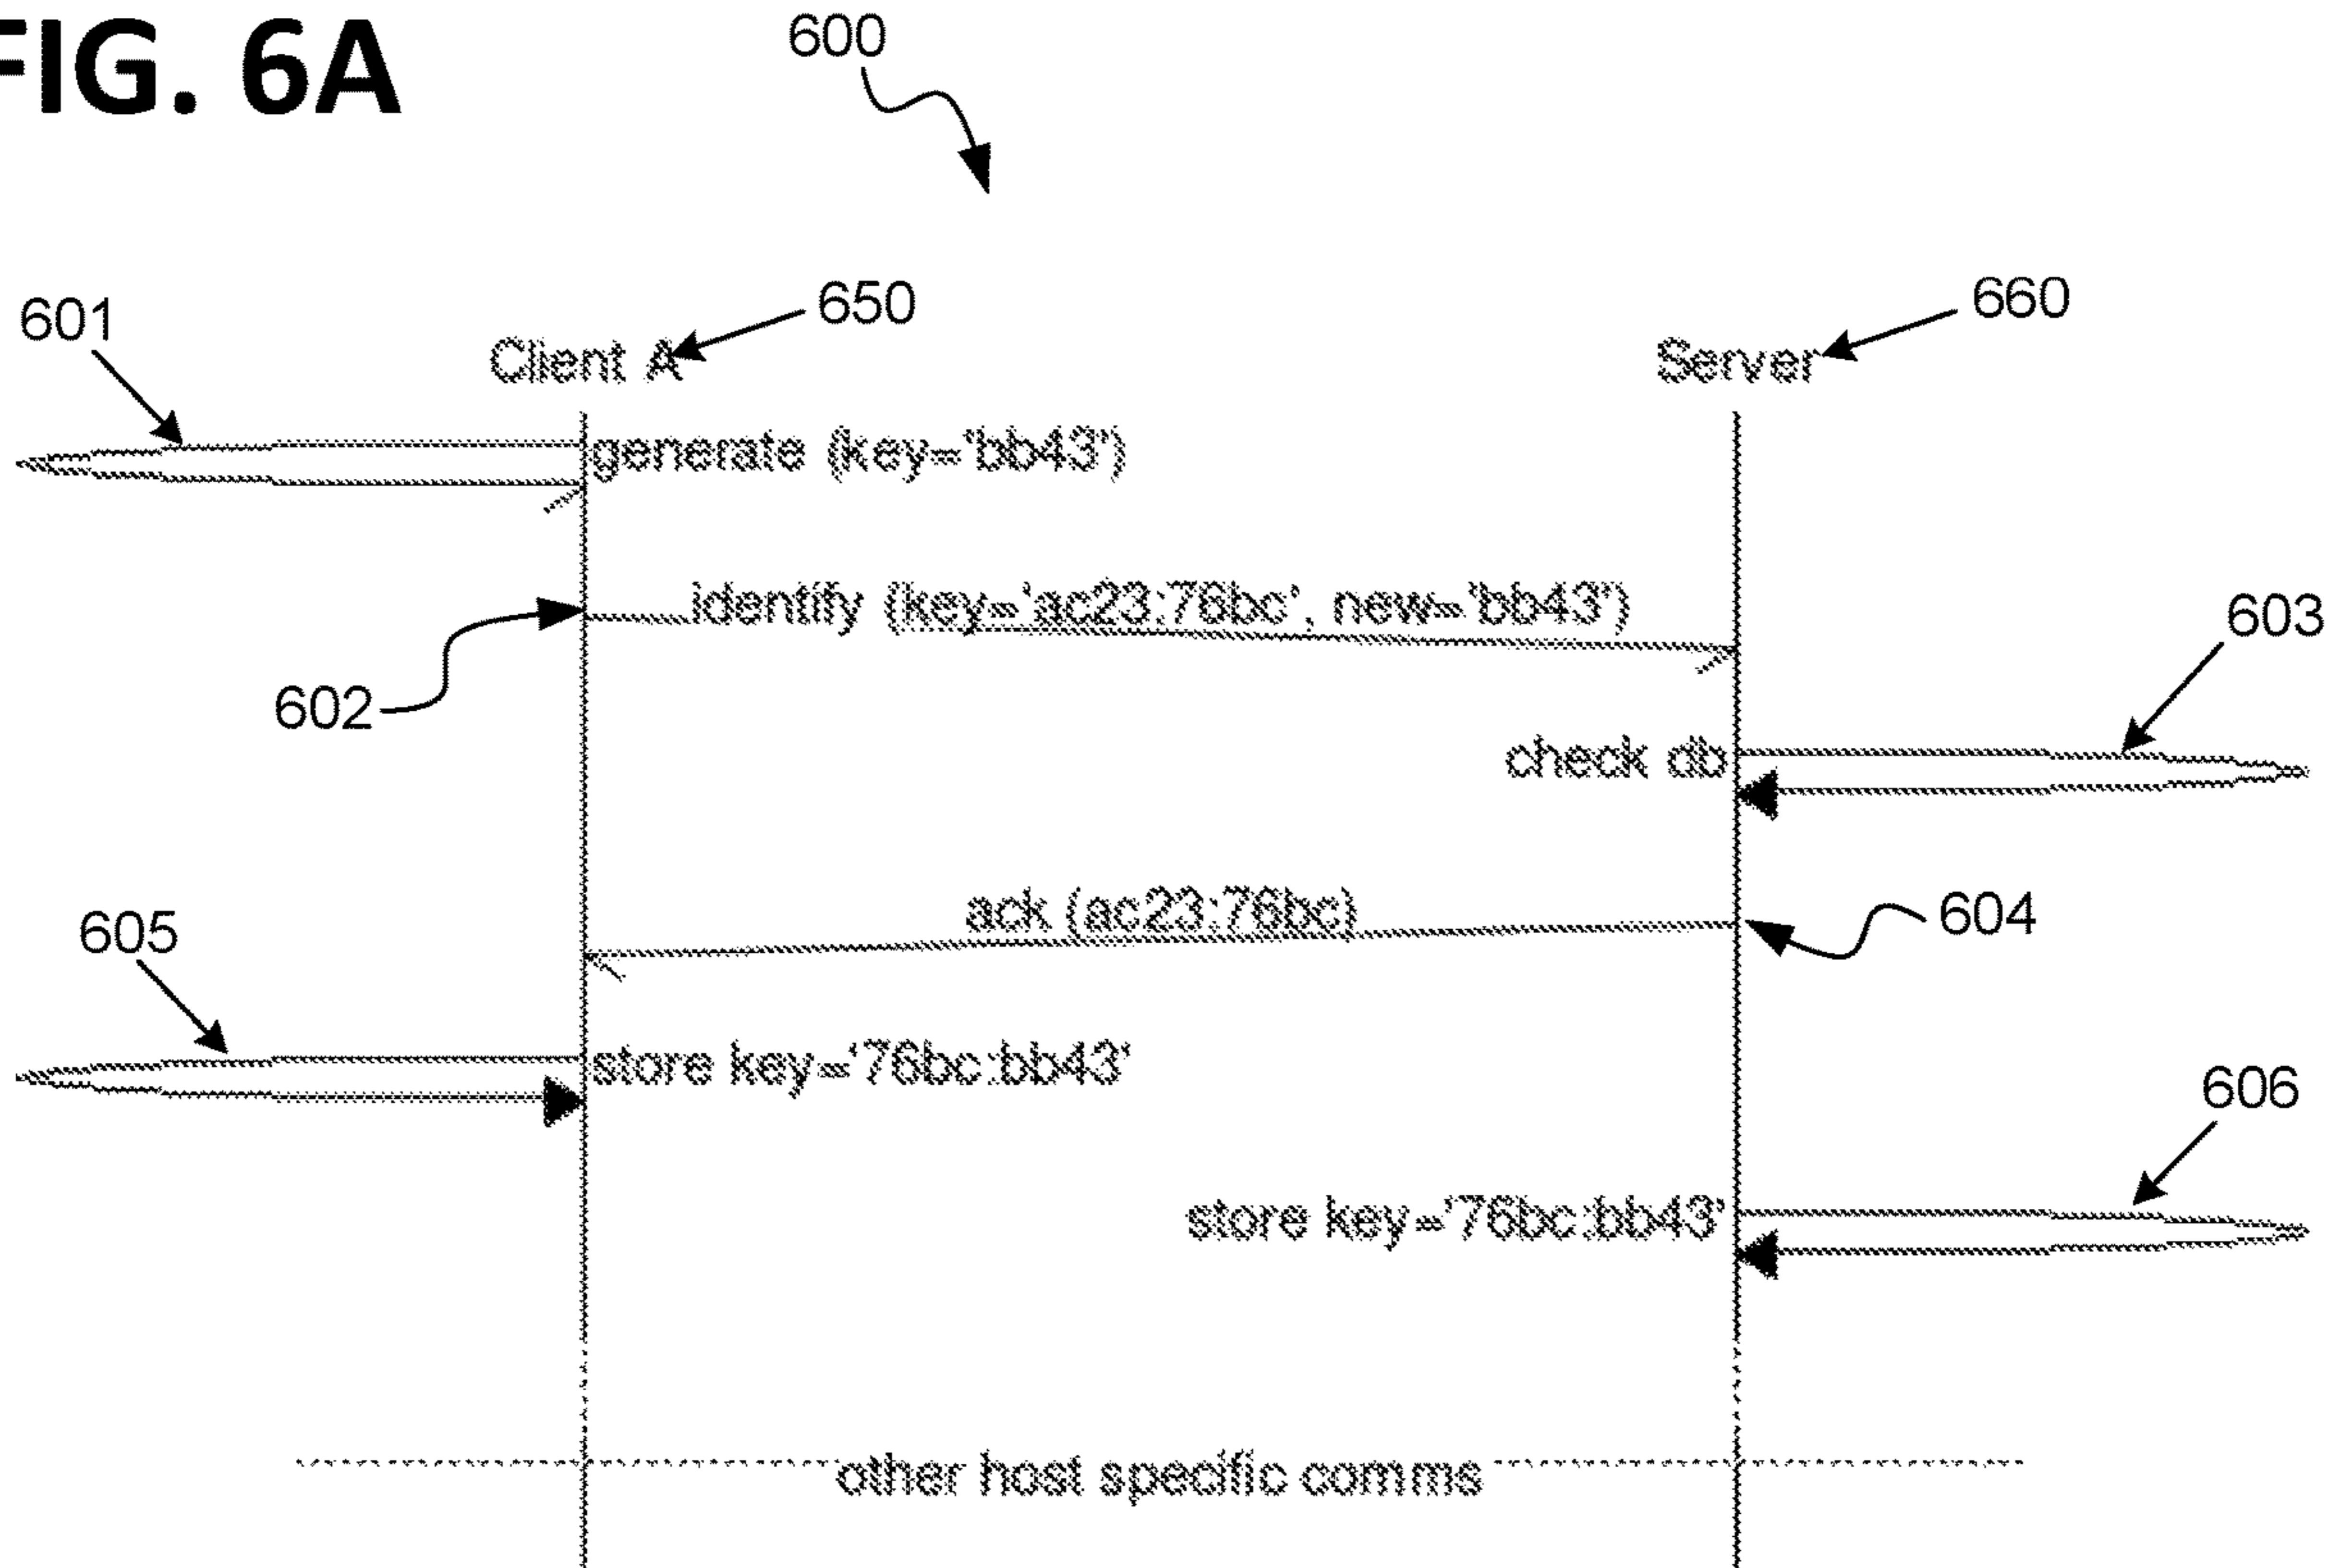 FIG. 6A
600
601
650
660
Client A
Server
generate (key='bb43')
identify (key='ac23:76bc', new='bb43')
603
602
check db
ack (ac23:76bc)
604
605
store key='76bc:bb43'
606
store key='76bc:bb43'
other host specific comms